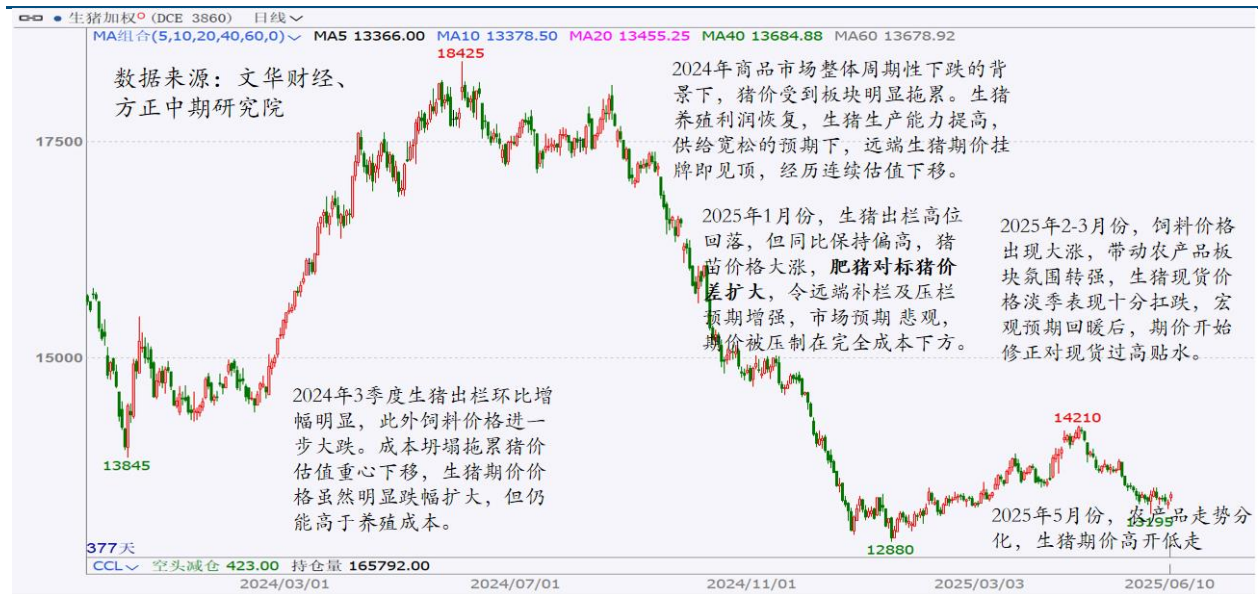 生猪加权 (DCE 3860) 日线
MA组合(5,10,20,40,60,0) MA5 13366.00 MA10 13378.50 MA20 13455.25 MA40 13684.88 MA60 13678.92
18425
数据来源：文华财经、
方正中期研究院
2024年商品市场整体周期性下跌的背
景下，猪价受到板块明显拖累。生猪
养殖利润恢复，生猪生产能力提高，
供给宽松的预期下，远端生猪期价挂
牌即见顶，经历连续估值下移。
17500
2025年1月份，生猪出栏高位
回落，但同比保持偏高，猪
苗价格大涨，肥猪对标猪价
差扩大，令远端补栏及压栏
预期增强，市场预期 悲观，
期价被压制在完全成本下方。
2025年2-3月份，饲料价格
出现大涨，带动农产品板
块氛围转强，生猪现货价
格淡季表现十分扛跌，宏
观预期回暖后，期价开始
修正对现货过高贴水。
15000
2024年3季度生猪出栏环比增
幅明显，此外饲料价格进一
步大跌。成本坍塌拖累猪价
估值重心下移，生猪期价价
格虽然明显跌幅扩大，但仍
能高于养殖成本。
13845
14210
13195
2025年5月份，农产品走势分
化，生猪期价高开低走
12880
377天
CCL 空头减仓 423.00 持仓量 165792.00
2024/03/01 2024/07/01 2024/11/01 2025/03/03 2025/06/10